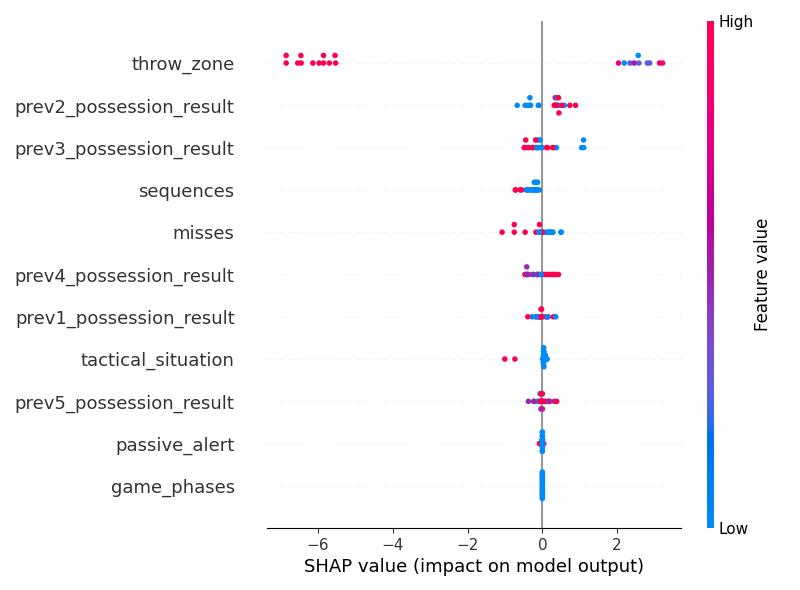 High
throw_zone
prev2_possession_result
prev3_possession_result
sequences
misses
prev4_possession_result
prev1_possession_result
tactical_situation
prev5_possession_result
passive_alert
game_phases
Feature value
Low
−6 −4 −2 0 2
SHAP value (impact on model output)